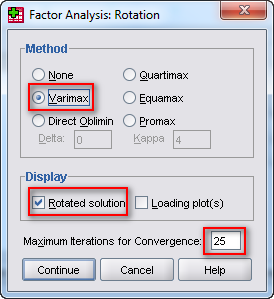 Factor Analysis: Rotation
Method
None Quartimax
Varimax Equamax
Direct Oblimin Promax
Delta: 0 Kappa 4
Display
Rotated solution Loading plot(s)
Maximum Iterations for Convergence: 25
Continue Cancel Help